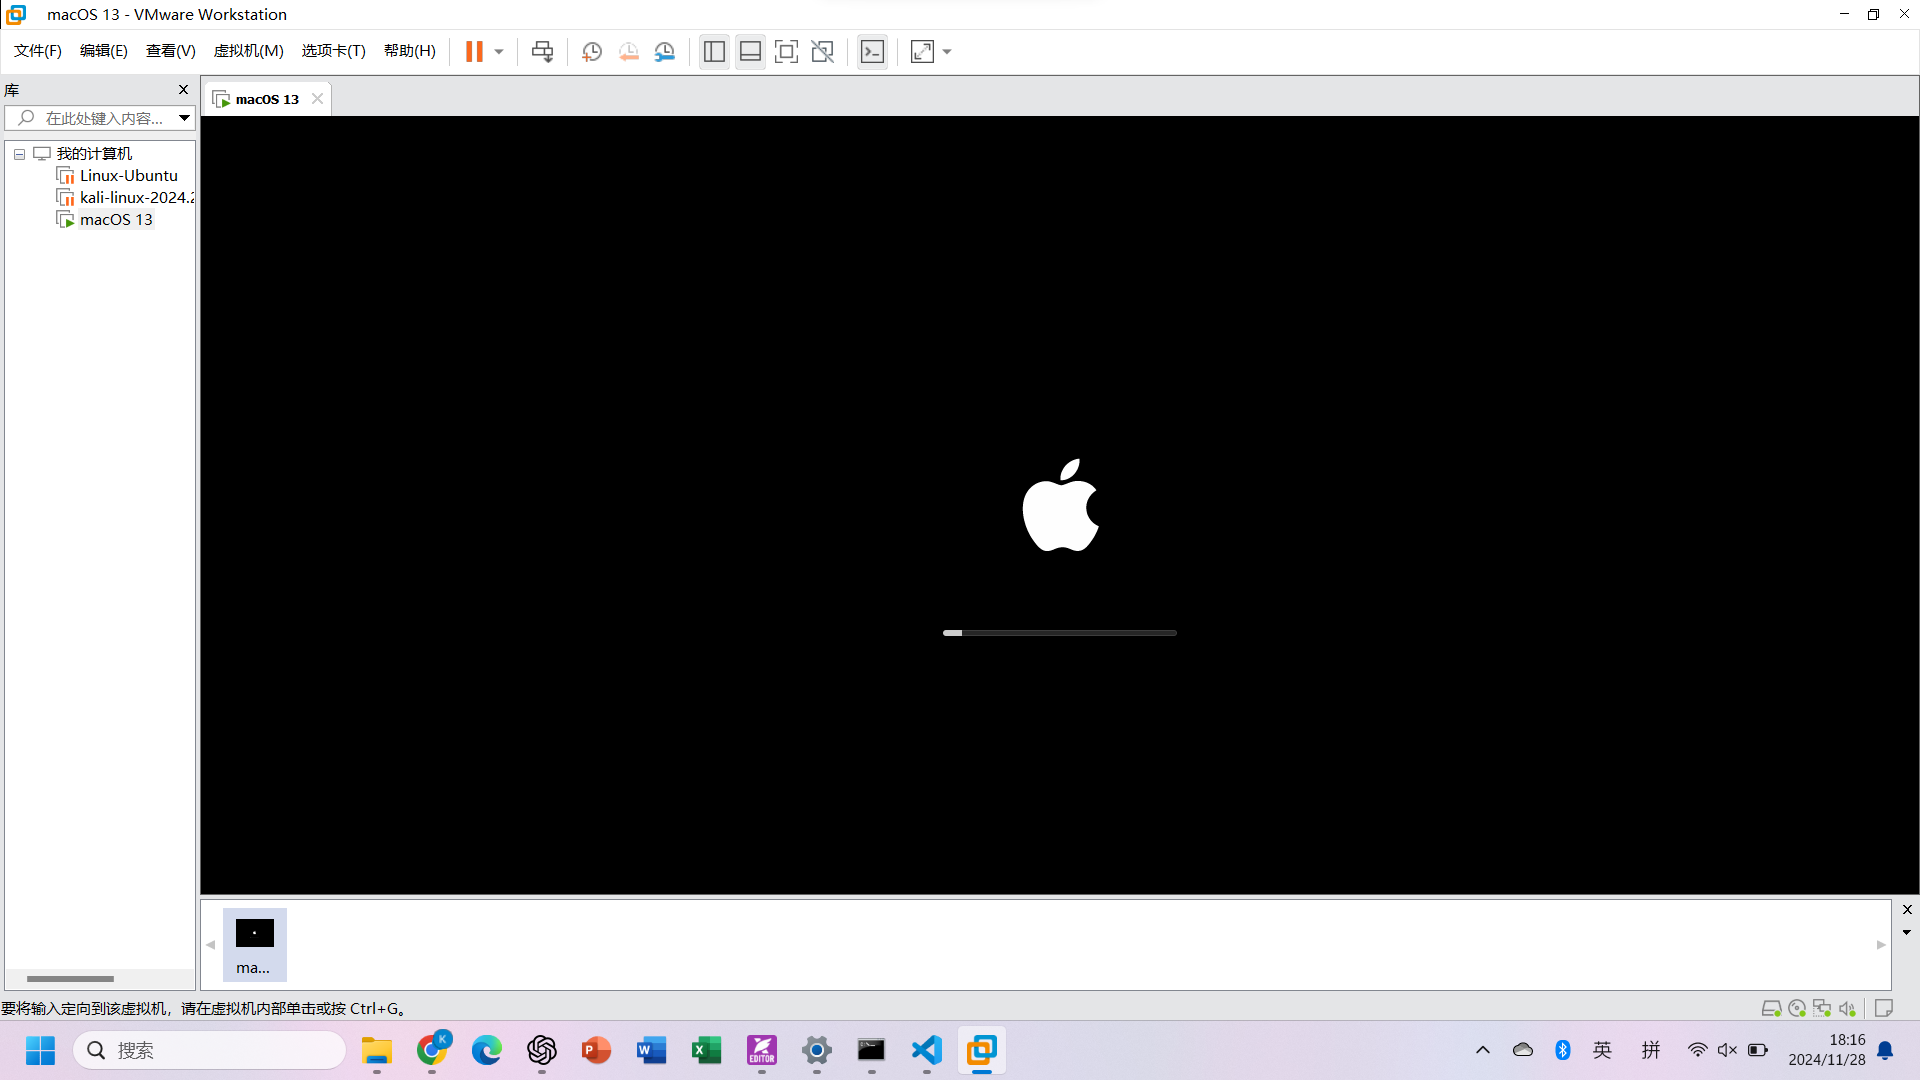 macOS 13 - VMware Workstation
文件(F) 编辑(E) 查看(V) 虚拟机(M) 选项卡(T) 帮助(H)
库
macOS 13
在此处键入内容...
我的计算机
Linux-Ubuntu
kali-linux-2024.2
macOS 13
ma...
要将输入定向到该虚拟机，请在虚拟机内部单击或按 Ctrl+G。
搜索
K
P
W
X
EDITOR
英
拼
18:16
2024/11/28